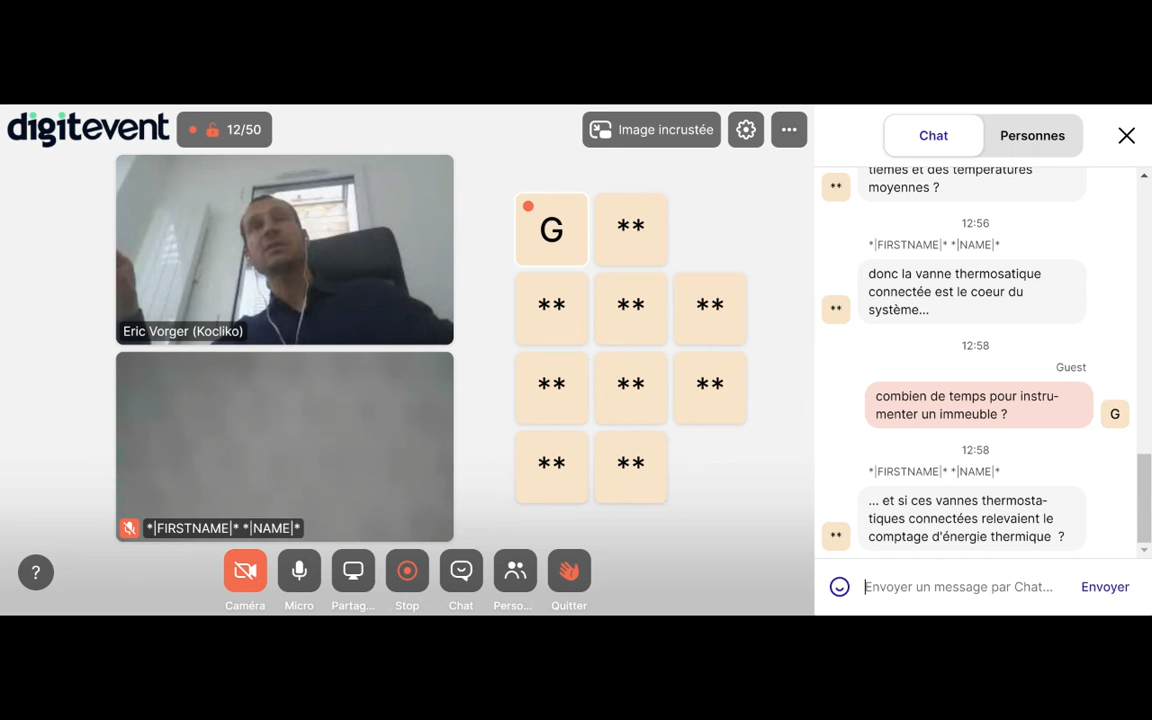 digitevent
12/50
Image incrustée
Chat
Personnes
tièmes et des températures
moyennes ?
**
12:56
*|FIRSTNAME|* *|NAME|*
donc la vanne thermosatique
connectée est le coeur du
système...
**
12:58
Guest
combien de temps pour instru-
menter un immeuble ?
G
12:58
*|FIRSTNAME|* *|NAME|*
... et si ces vannes thermosta-
tiques connectées relevaient le
comptage d'énergie thermique ?
**
Envoyer un message par Chat...
Envoyer
Eric Vorger (Kocliko)
*|FIRSTNAME|* *|NAME|*
G
**
**
**
**
**
**
**
**
**
?
Caméra
Micro
Partag...
Stop
Chat
Perso...
Quitter